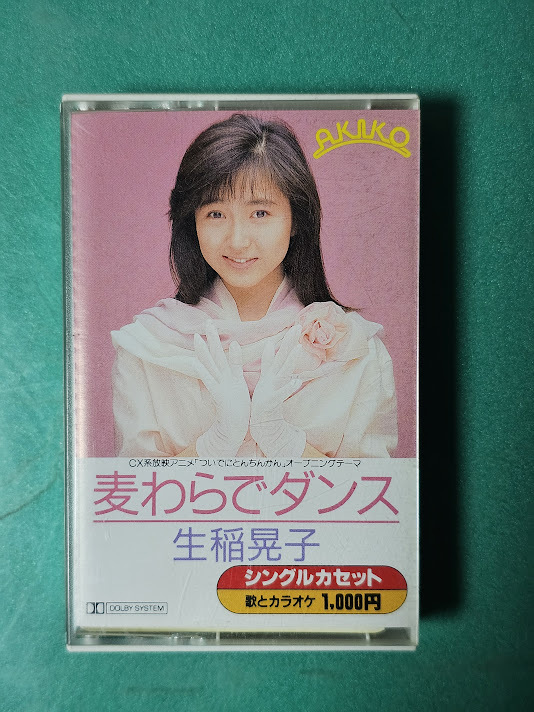 AKIKO
CX系放映アニメ「ついでにとんちんかん」オープニングテーマ
麦わらでダンス
生稲晃子
シングルカセット
歌とカラオケ 1,000円
DOLBY SYSTEM